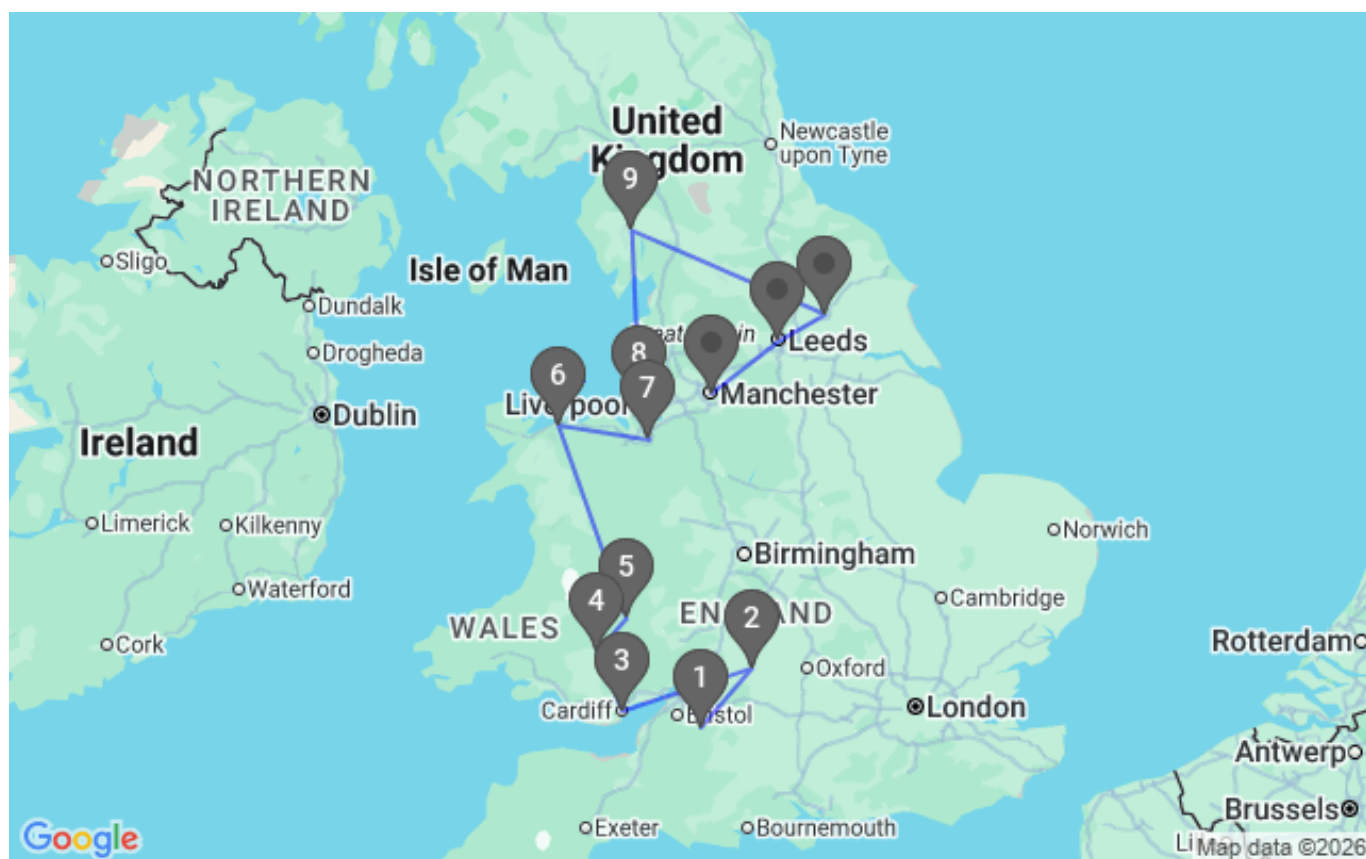 United
Kingdom
Newcastle
upon Tyne
9
NORTHERN
IRELAND
Sligo
Isle of Man
Dundalk
Drogheda
Leeds
8
6
7
Manchester
Dublin
Ireland
Limerick
Kilkenny
Norwich
Birmingham
5
Waterford
4
2
Cambridge
WALES
Cork
3
Rotterdam
1
Oxford
Cardiff
London
Antwerp
Brussels
Exeter
Bournemouth
Google
Map data ©2026